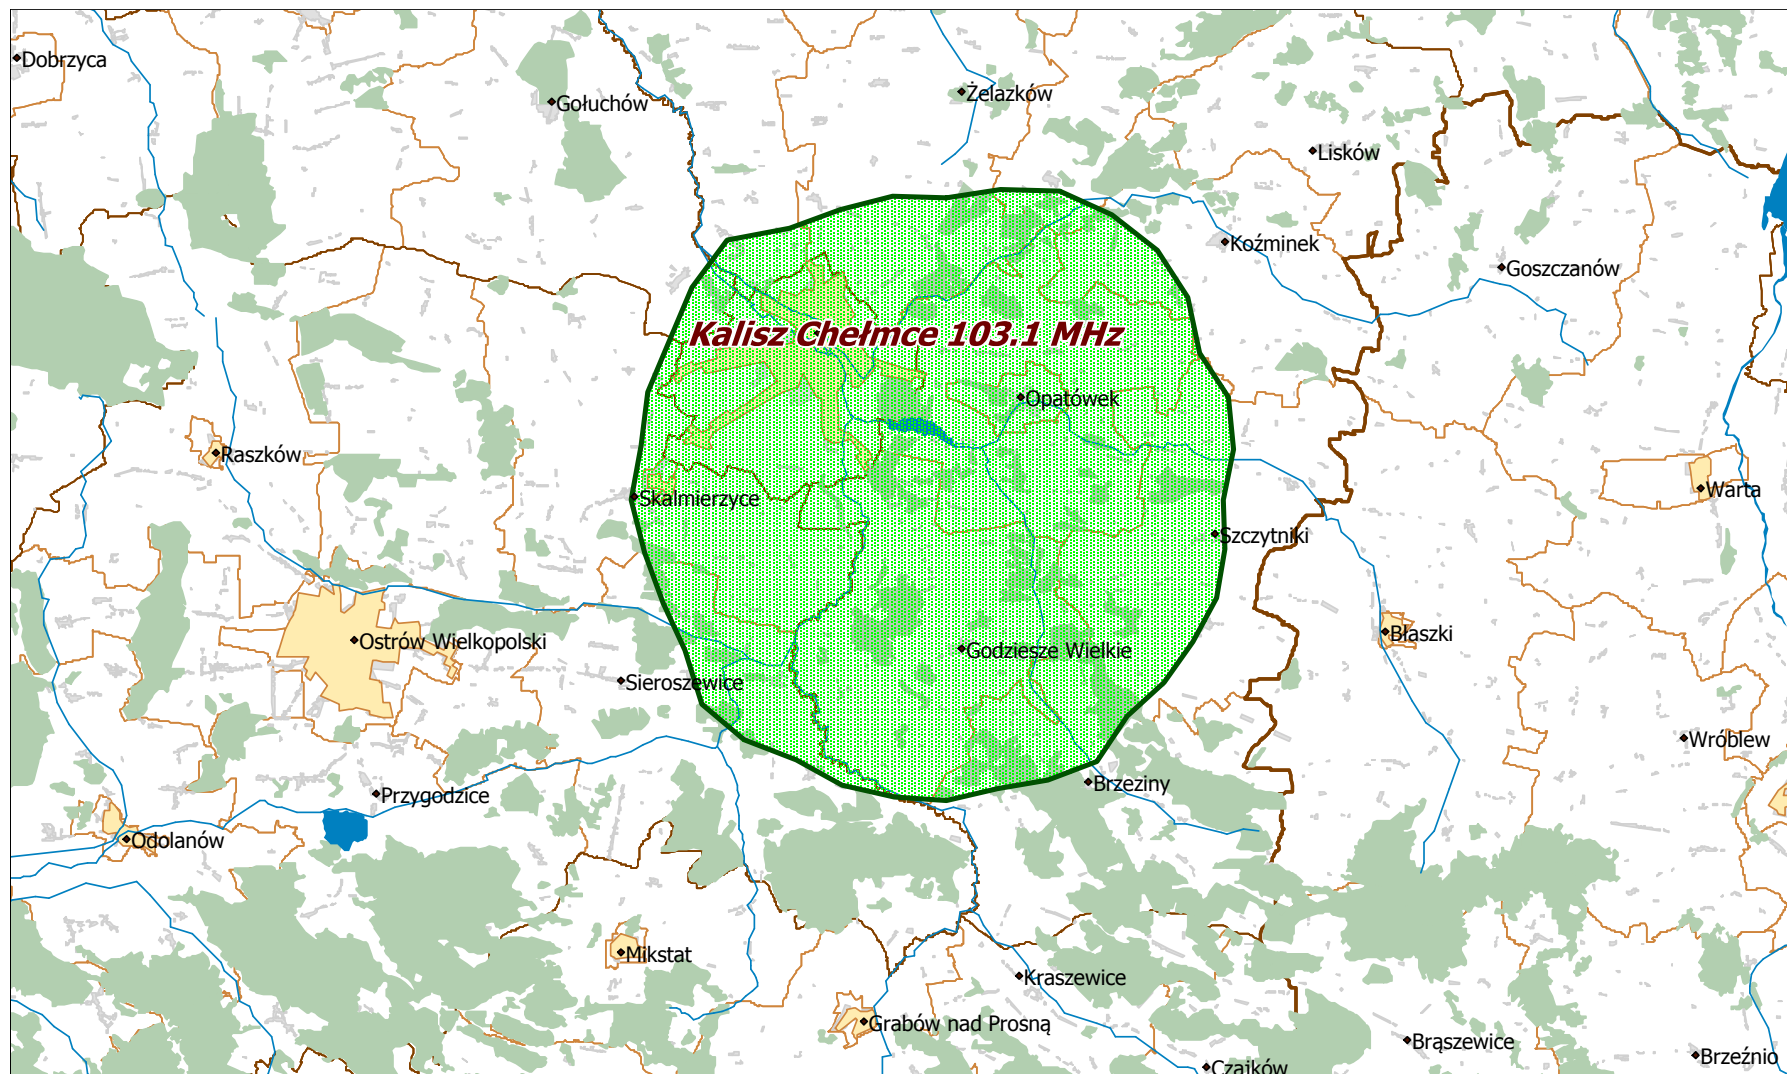 Dobrzyca
Gołuchów
Żelazków
Lisków
Koźminek
Goszczanów
Kalisz Chełmce 103.1 MHz
Opatówek
Raszków
Skalmierzyce
Warta
Szczytniki
Ostrów Wielkopolski
Błaszki
Godziesze Wielkie
Sieroszewice
Wróblew
Przygodzice
Brzeziny
Odolanów
Mikstat
Kraszewice
Grabów nad Prosną
Brąszewice
Brzeźnio
Czajków